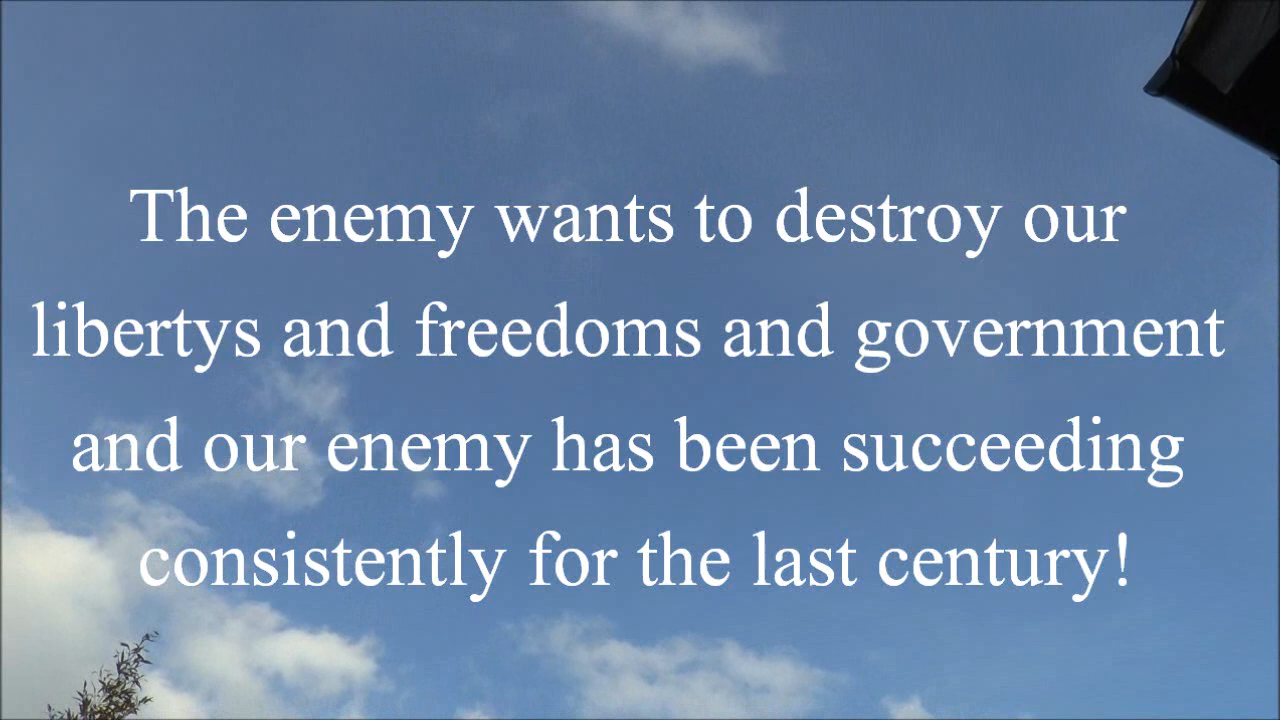 The enemy wants to destroy our
libertys and freedoms and government
and our enemy has been succeeding
consistently for the last century!